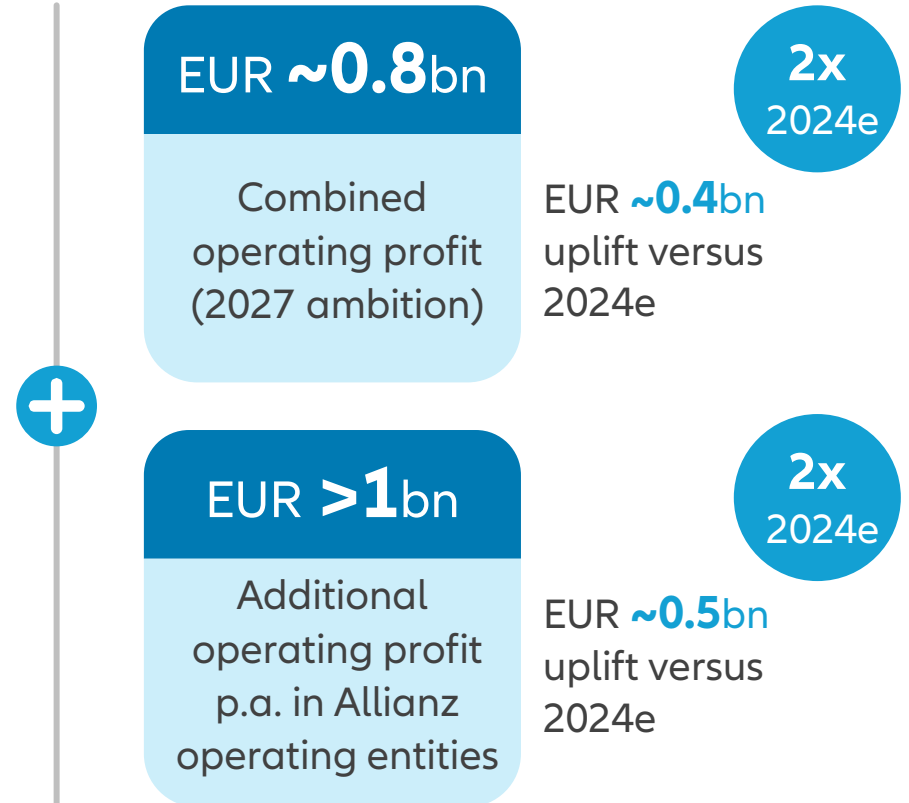 EUR ~0.8bn
2x
2024e
Combined
operating profit
(2027 ambition)
EUR ~0.4bn
uplift versus
2024e
EUR >1bn
2x
2024e
Additional
operating profit
p.a. in Allianz
operating entities
EUR ~0.5bn
uplift versus
2024e